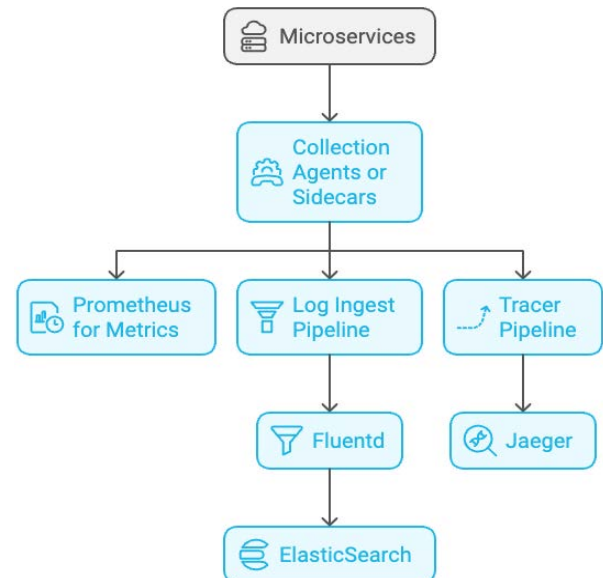 Microservices
Collection
Agents or
Sidecars
Prometheus
for Metrics
Log Ingest
Pipeline
Tracer
Pipeline
Fluentd
Jaeger
ElasticSearch